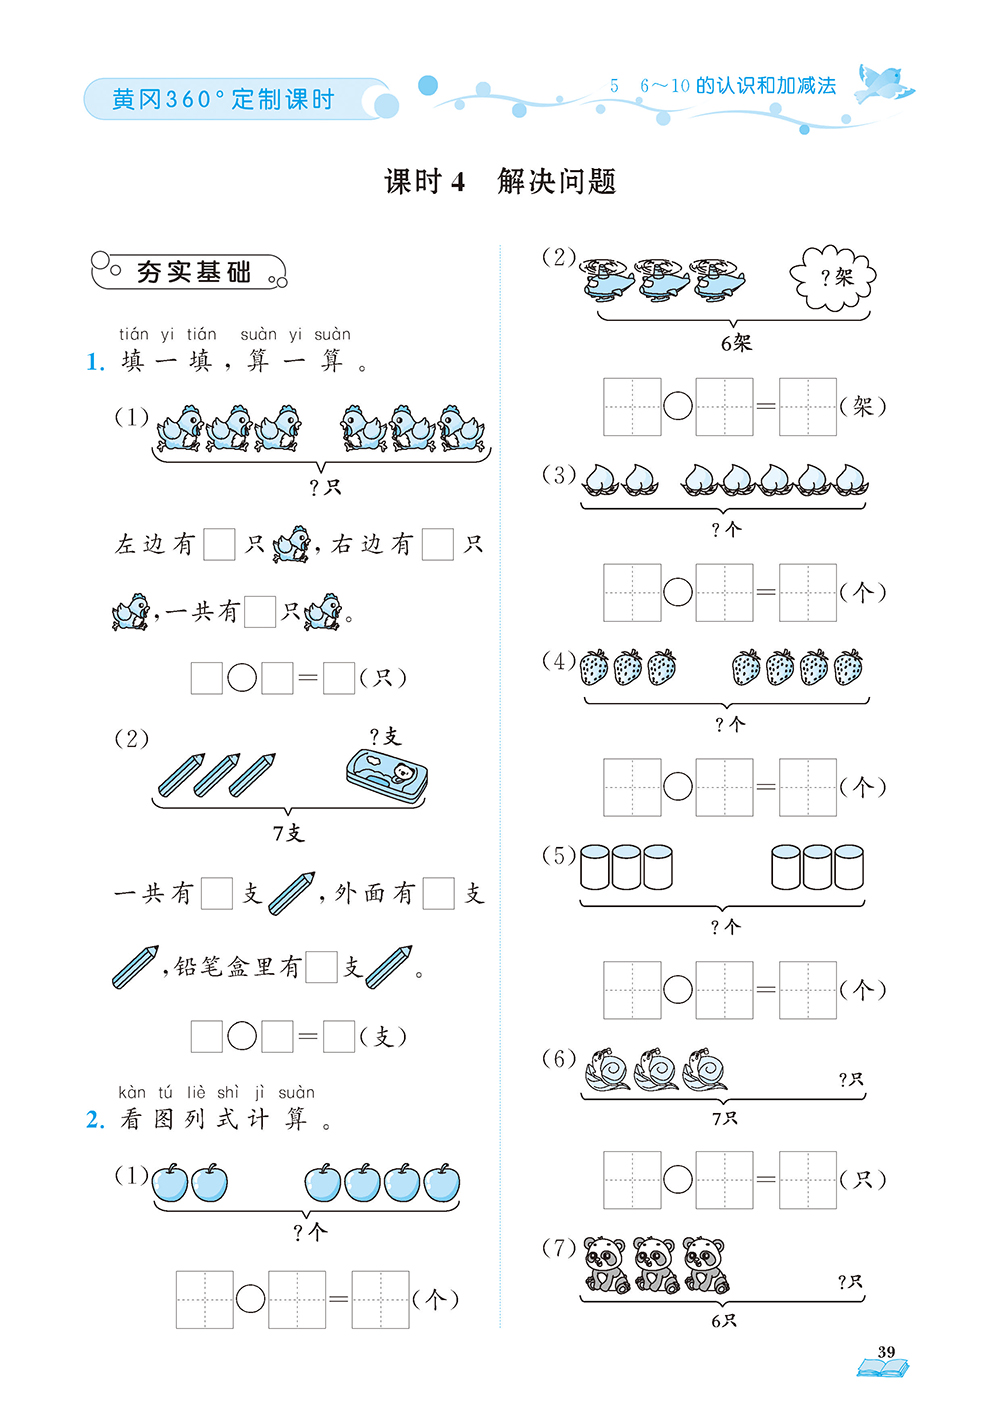 黄冈360°定制课时
5 6～10的认识和加减法
课时4 解决问题
夯实基础
tián yi tián suàn yi suàn
1. 填一填，算一算。
(1)
?只
左边有□只，右边有□只
，一共有□只。
□○□=□(只)
(2)
?支
7支
一共有□支，外面有□支
，铅笔盒里有□支。
□○□=□(支)
kàn tú liè shì jì suàn
2. 看图列式计算。
(1)
?个
□○□=□(个)
(2)
?架
6架
□○□=□(架)
(3)
?个
□○□=□(个)
(4)
?个
□○□=□(个)
(5)
?个
□○□=□(个)
(6)
?只
7只
□○□=□(只)
(7)
?只
6只
39